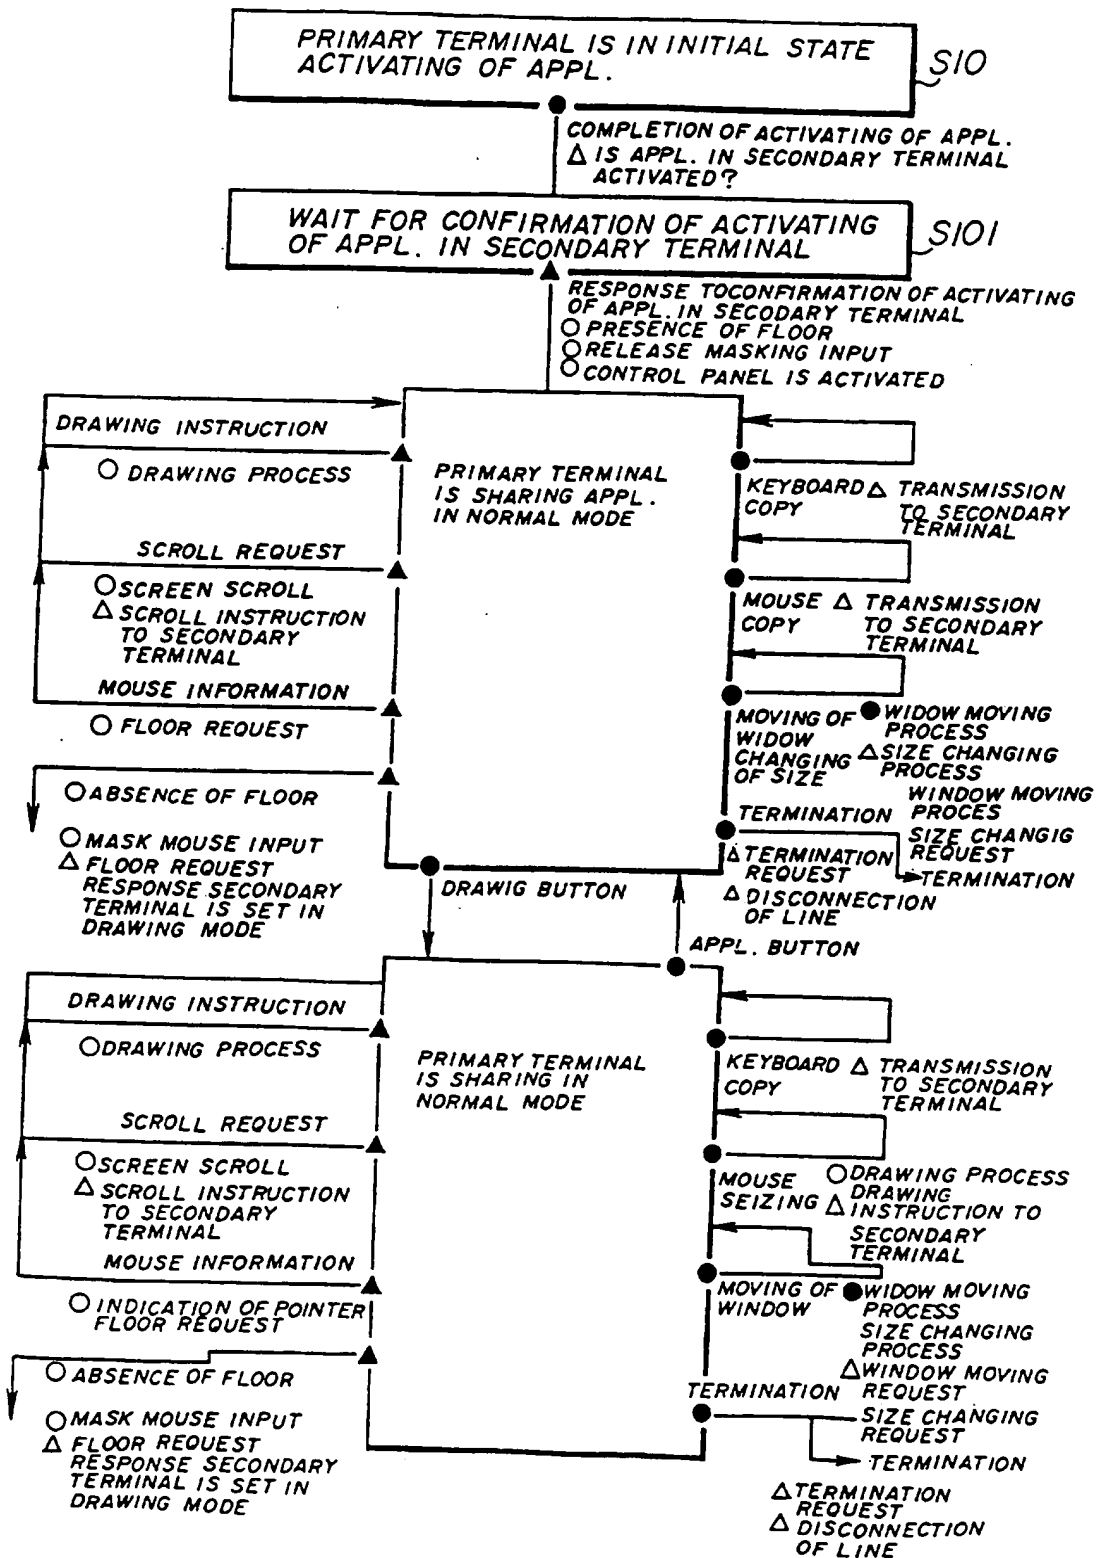 PRIMARY TERMINAL IS IN INITIAL STATE
ACTIVATING OF APPL.
S10
COMPLETION OF ACTIVATING OF APPL.
△ IS APPL. IN SECONDARY TERMINAL
ACTIVATED?
WAIT FOR CONFIRMATION OF ACTIVATING
OF APPL. IN SECONDARY TERMINAL
S101
RESPONSE TOCONFIRMATION OF ACTIVATING
OF APPL. IN SECODARY TERMINAL
○ PRESENCE OF FLOOR
○ RELEASE MASKING INPUT
○ CONTROL PANEL IS ACTIVATED
DRAWING INSTRUCTION
○ DRAWING PROCESS
SCROLL REQUEST
○ SCREEN SCROLL
△ SCROLL INSTRUCTION
TO SECONDARY
TERMINAL
MOUSE INFORMATION
○ FLOOR REQUEST
○ ABSENCE OF FLOOR
○ MASK MOUSE INPUT
△ FLOOR REQUEST
RESPONSE SECONDARY
TERMINAL IS SET IN
DRAWING MODE
PRIMARY TERMINAL
IS SHARING APPL.
IN NORMAL MODE
KEYBOARD
COPY
△ TRANSMISSION
TO SECONDARY
TERMINAL
MOUSE
COPY
△ TRANSMISSION
TO SECONDARY
TERMINAL
MOVING OF
WIDOW
CHANGING
OF SIZE
● WIDOW MOVING
PROCESS
△ SIZE CHANGING
PROCESS
WINDOW MOVING
PROCES
SIZE CHANGIG
REQUEST
TERMINATION
TERMINATION
△ TERMINATION
REQUEST
△ DISCONNECTION
OF LINE
DRAWIG BUTTON
APPL. BUTTON
DRAWING INSTRUCTION
○ DRAWING PROCESS
SCROLL REQUEST
○ SCREEN SCROLL
△ SCROLL INSTRUCTION
TO SECONDARY
TERMINAL
MOUSE INFORMATION
○ INDICATION OF POINTER
FLOOR REQUEST
○ ABSENCE OF FLOOR
○ MASK MOUSE INPUT
△ FLOOR REQUEST
RESPONSE SECONDARY
TERMINAL IS SET IN
DRAWING MODE
PRIMARY TERMINAL
IS SHARING IN
NORMAL MODE
KEYBOARD
COPY
△ TRANSMISSION
TO SECONDARY
TERMINAL
MOUSE
SEIZING
○ DRAWING PROCESS
DRAWING
△ INSTRUCTION TO
SECONDARY
TERMINAL
MOVING OF
WINDOW
● WIDOW MOVING
PROCESS
SIZE CHANGING
PROCESS
△ WINDOW MOVING
REQUEST
SIZE CHANGING
REQUEST
TERMINATION
TERMINATION
△ TERMINATION
REQUEST
△ DISCONNECTION
OF LINE